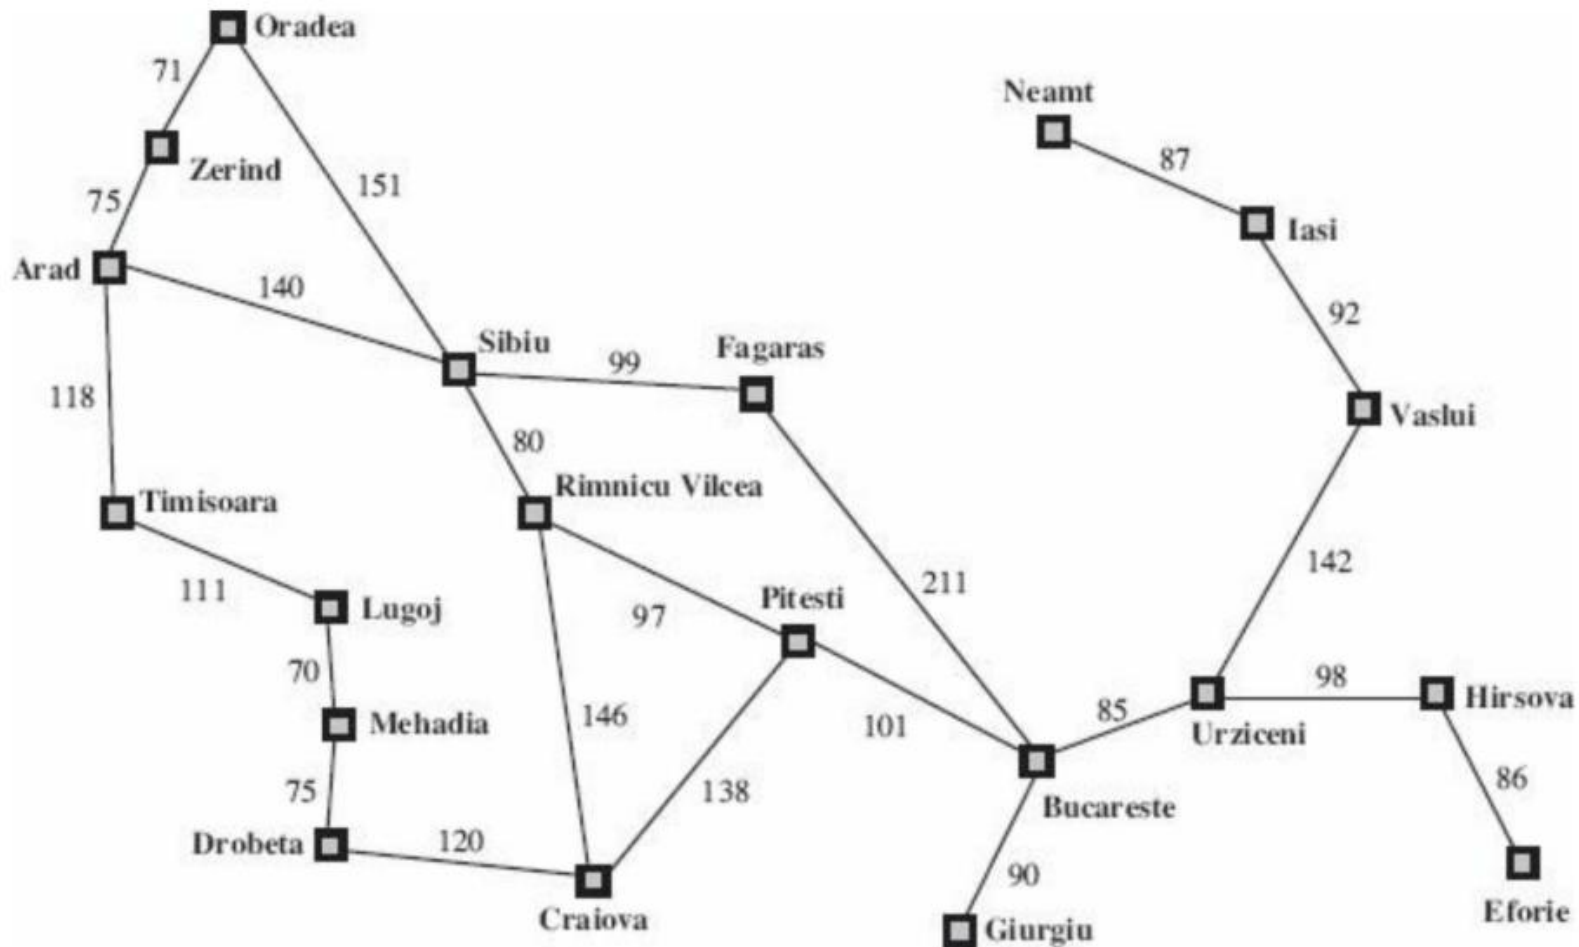 Oradea
71
Neamt
87
Zerind
151
75
Iasi
Arad
140
92
Sibiu
99
Fagaras
118
Vaslui
80
Rimnicu Vilcea
Timisoara
142
211
111
Lugoj
97
Pitesti
70
98
Hirsova
85
Mehadia
146
101
Urziceni
86
75
138
Bucareste
Drobeta
120
90
Craiova
Eforie
Giurgiu